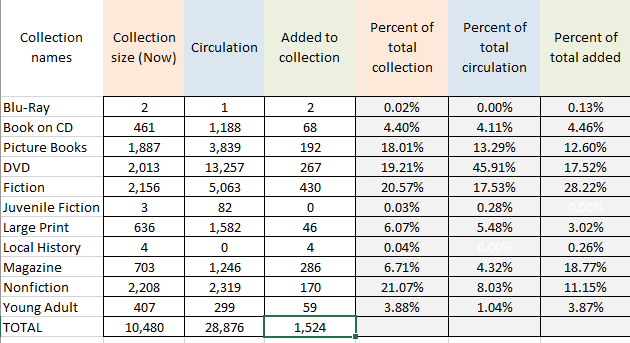 Collection names Collection size (Now) Circulation Added to collection Percent of total collection Percent of total circulation Percent of total added
Blu-Ray 2 1 2 0.02% 0.00% 0.13%
Book on CD 461 1,188 68 4.40% 4.11% 4.46%
Picture Books 1,887 3,839 192 18.01% 13.29% 12.60%
DVD 2,013 13,257 267 19.21% 45.91% 17.52%
Fiction 2,156 5,063 430 20.57% 17.53% 28.22%
Juvenile Fiction 3 82 0 0.03% 0.28% 0.00%
Large Print 636 1,582 46 6.07% 5.48% 3.02%
Local History 4 0 4 0.04% 0.00% 0.26%
Magazine 703 1,246 286 6.71% 4.32% 18.77%
Nonfiction 2,208 2,319 170 21.07% 8.03% 11.15%
Young Adult 407 299 59 3.88% 1.04% 3.87%
TOTAL 10,480 28,876 1,524